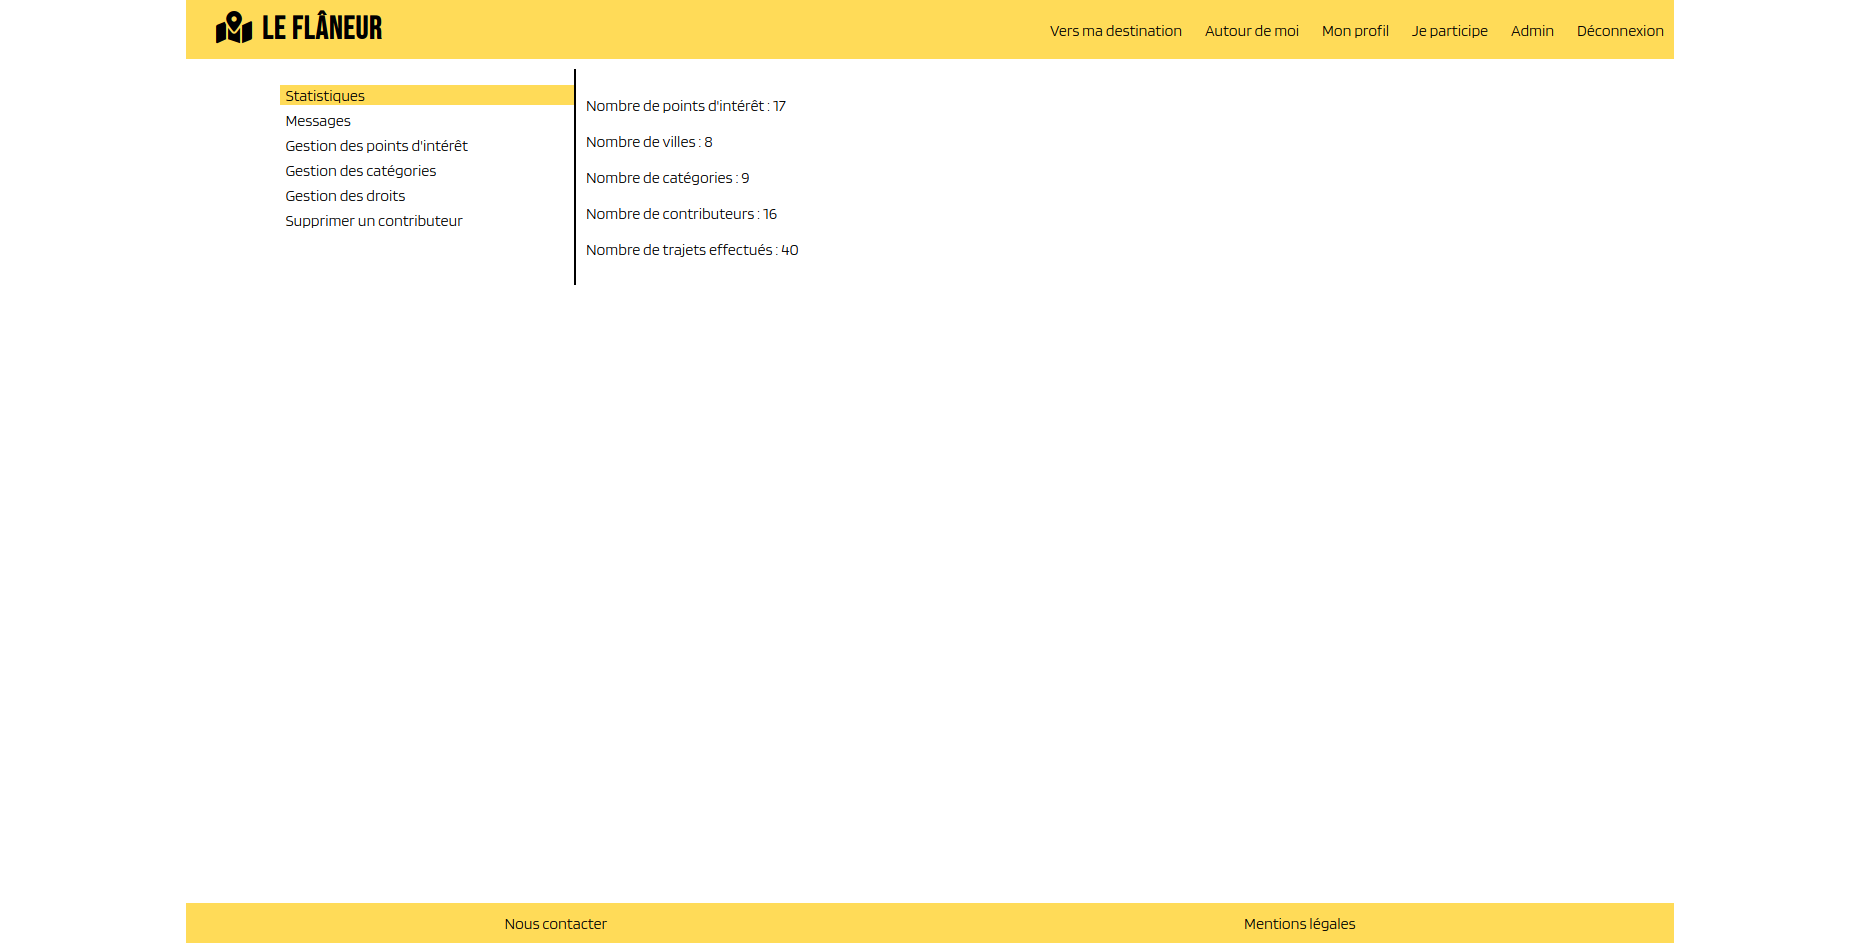 LE FLÂNEUR
Vers ma destination
Autour de moi
Mon profil
Je participe
Admin
Déconnexion
Statistiques
Messages
Gestion des points d'intérêt
Gestion des catégories
Gestion des droits
Supprimer un contributeur
Nombre de points d'intérêt : 17
Nombre de villes : 8
Nombre de catégories : 9
Nombre de contributeurs : 16
Nombre de trajets effectués : 40
Nous contacter
Mentions légales